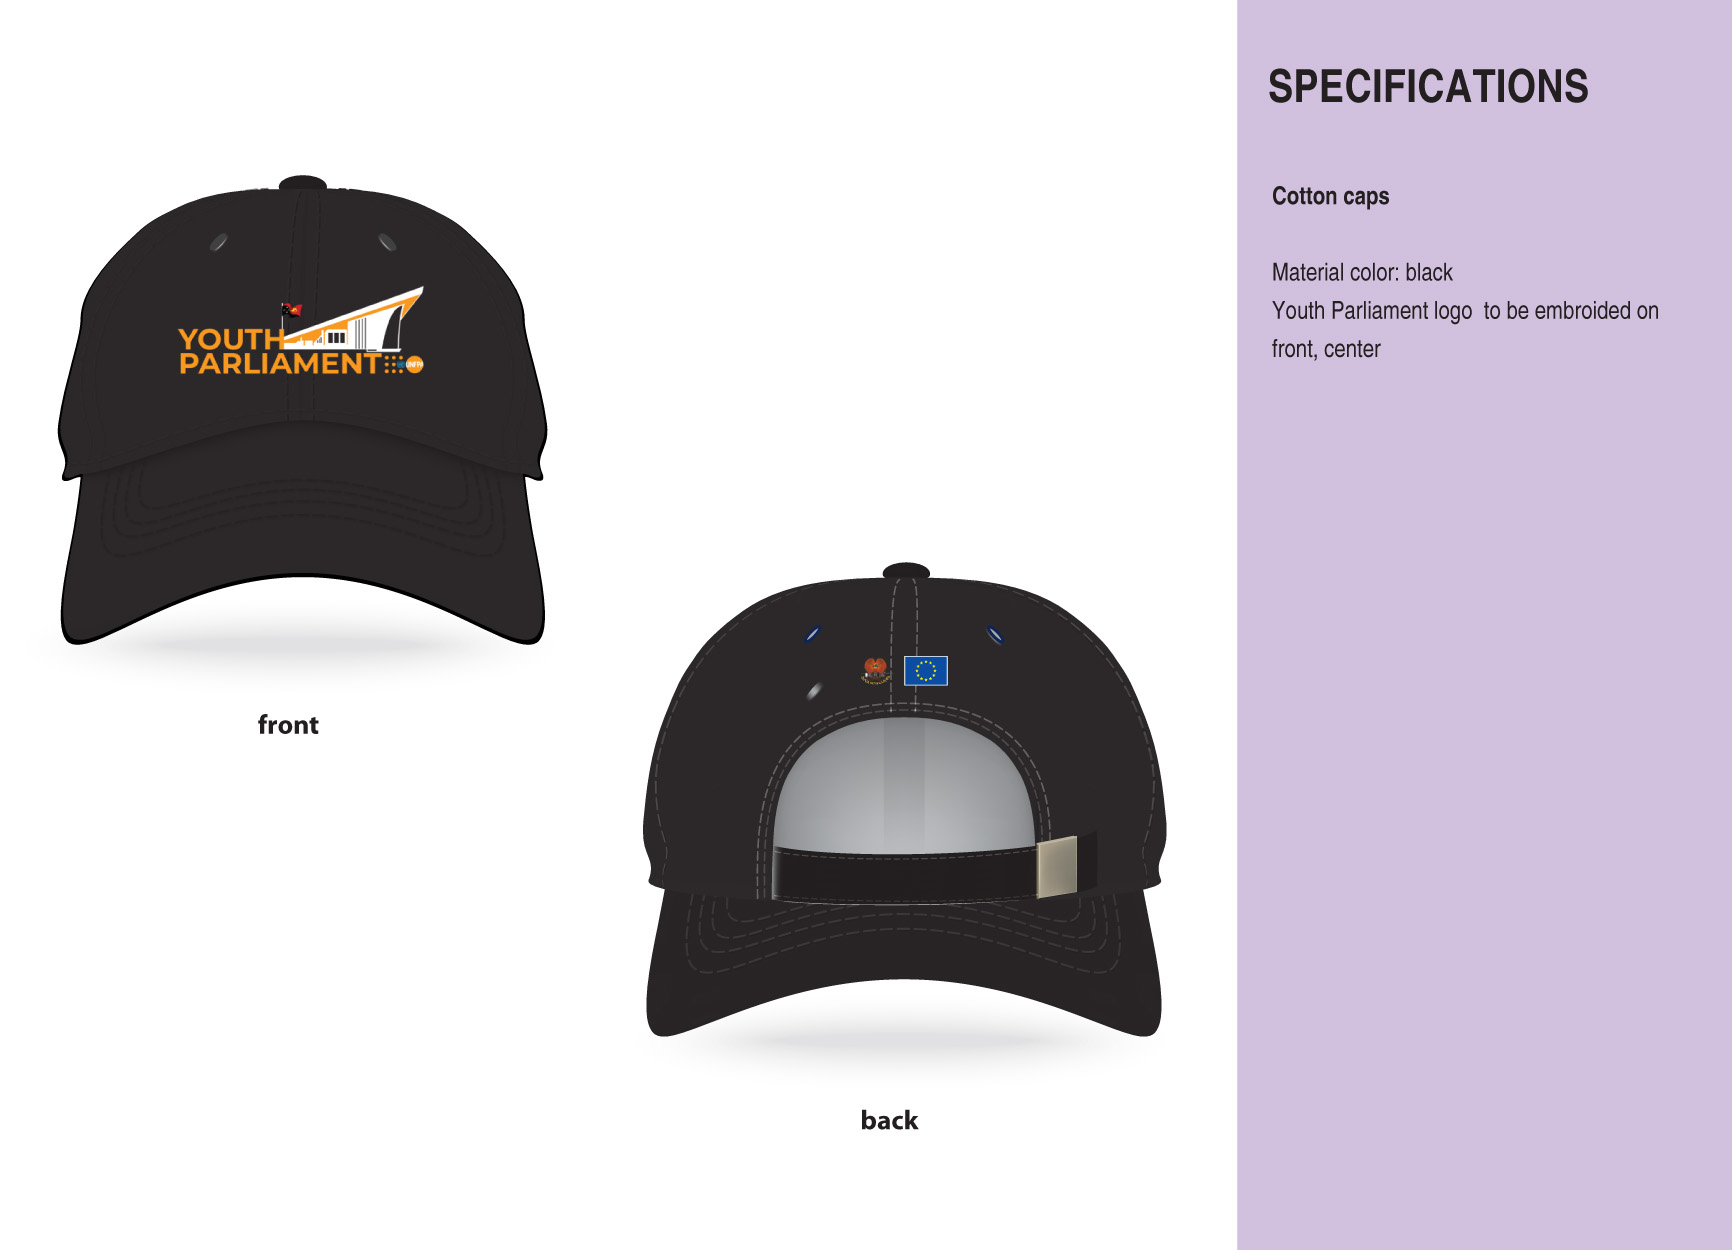 YOUTH
PARLIAMENT
UNFPA
front
back
SPECIFICATIONS
Cotton caps
Material color: black
Youth Parliament logo  to be embroided on
front, center